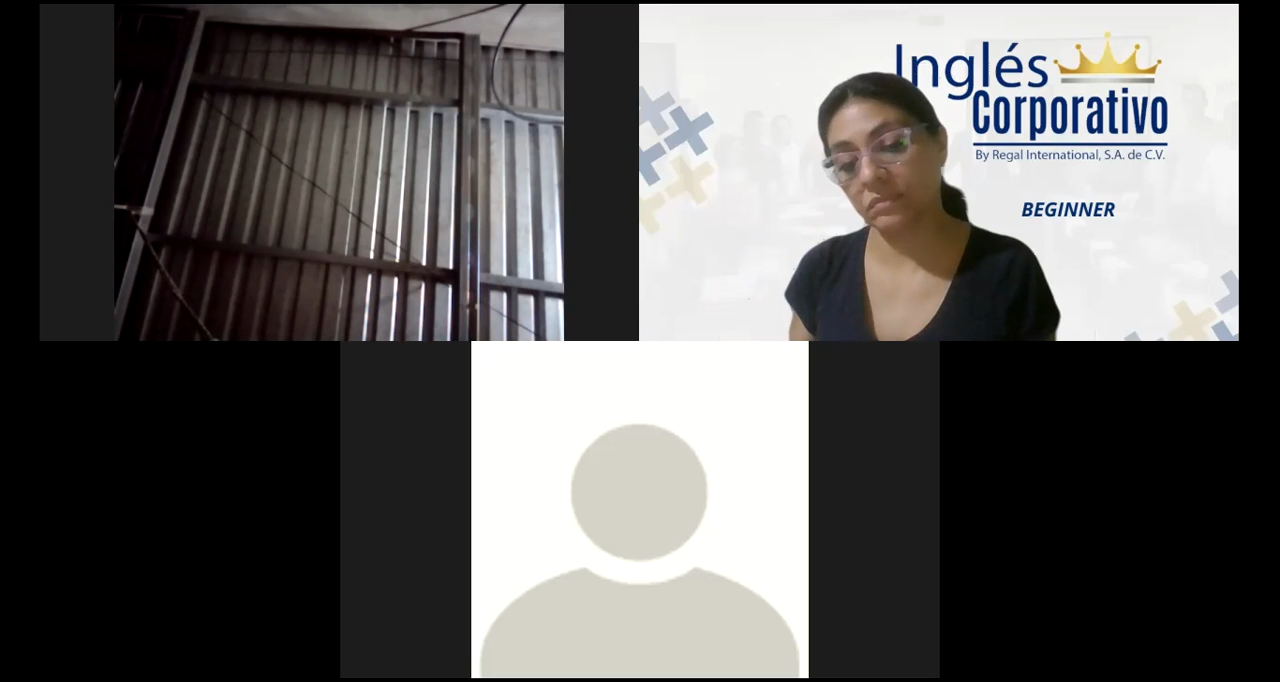 Inglés
Corporativo
By Regal International, S.A. de C.V.
BEGINNER